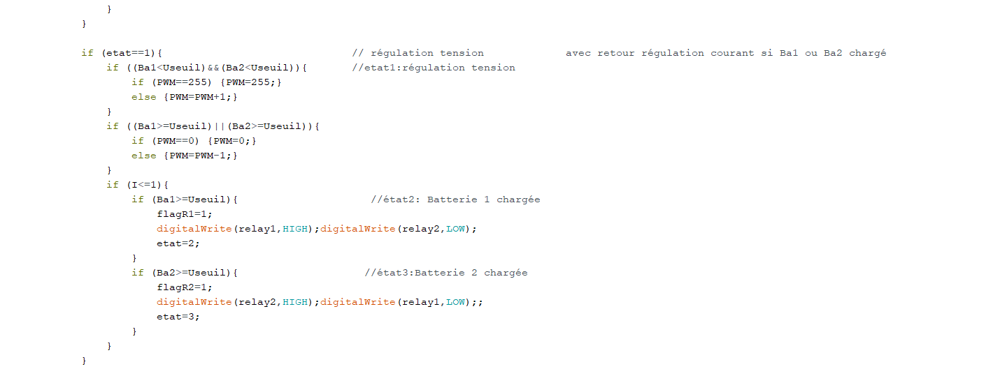 }
}
if (etat==1){ // régulation tension avec retour régulation courant si Ba1 ou Ba2 chargé
if ((Ba1<Useuil)&&(Ba2<Useuil)){ //etat1:régulation tension
if (PWM==255) {PWM=255;}
else {PWM=PWM+1;}
}
if ((Ba1>=Useuil)||(Ba2>=Useuil)){
if (PWM==0) {PWM=0;}
else {PWM=PWM-1;}
}
if (I<=1){
if (Ba1>=Useuil){ //état2: Batterie 1 chargée
flagR1=1;
digitalWrite(relay1,HIGH);digitalWrite(relay2,LOW);
etat=2;
}
if (Ba2>=Useuil){ //état3:Batterie 2 chargée
flagR2=1;
digitalWrite(relay2,HIGH);digitalWrite(relay1,LOW);;
etat=3;
}
}
}